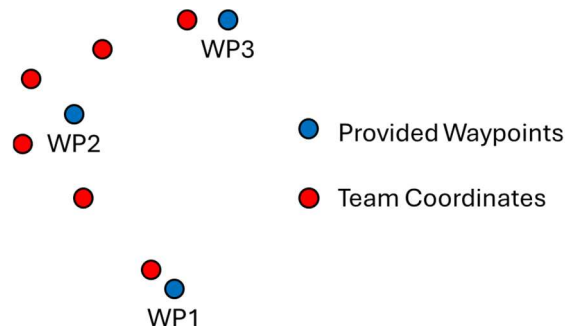 WP3
WP2
Provided Waypoints
Team Coordinates
WP1